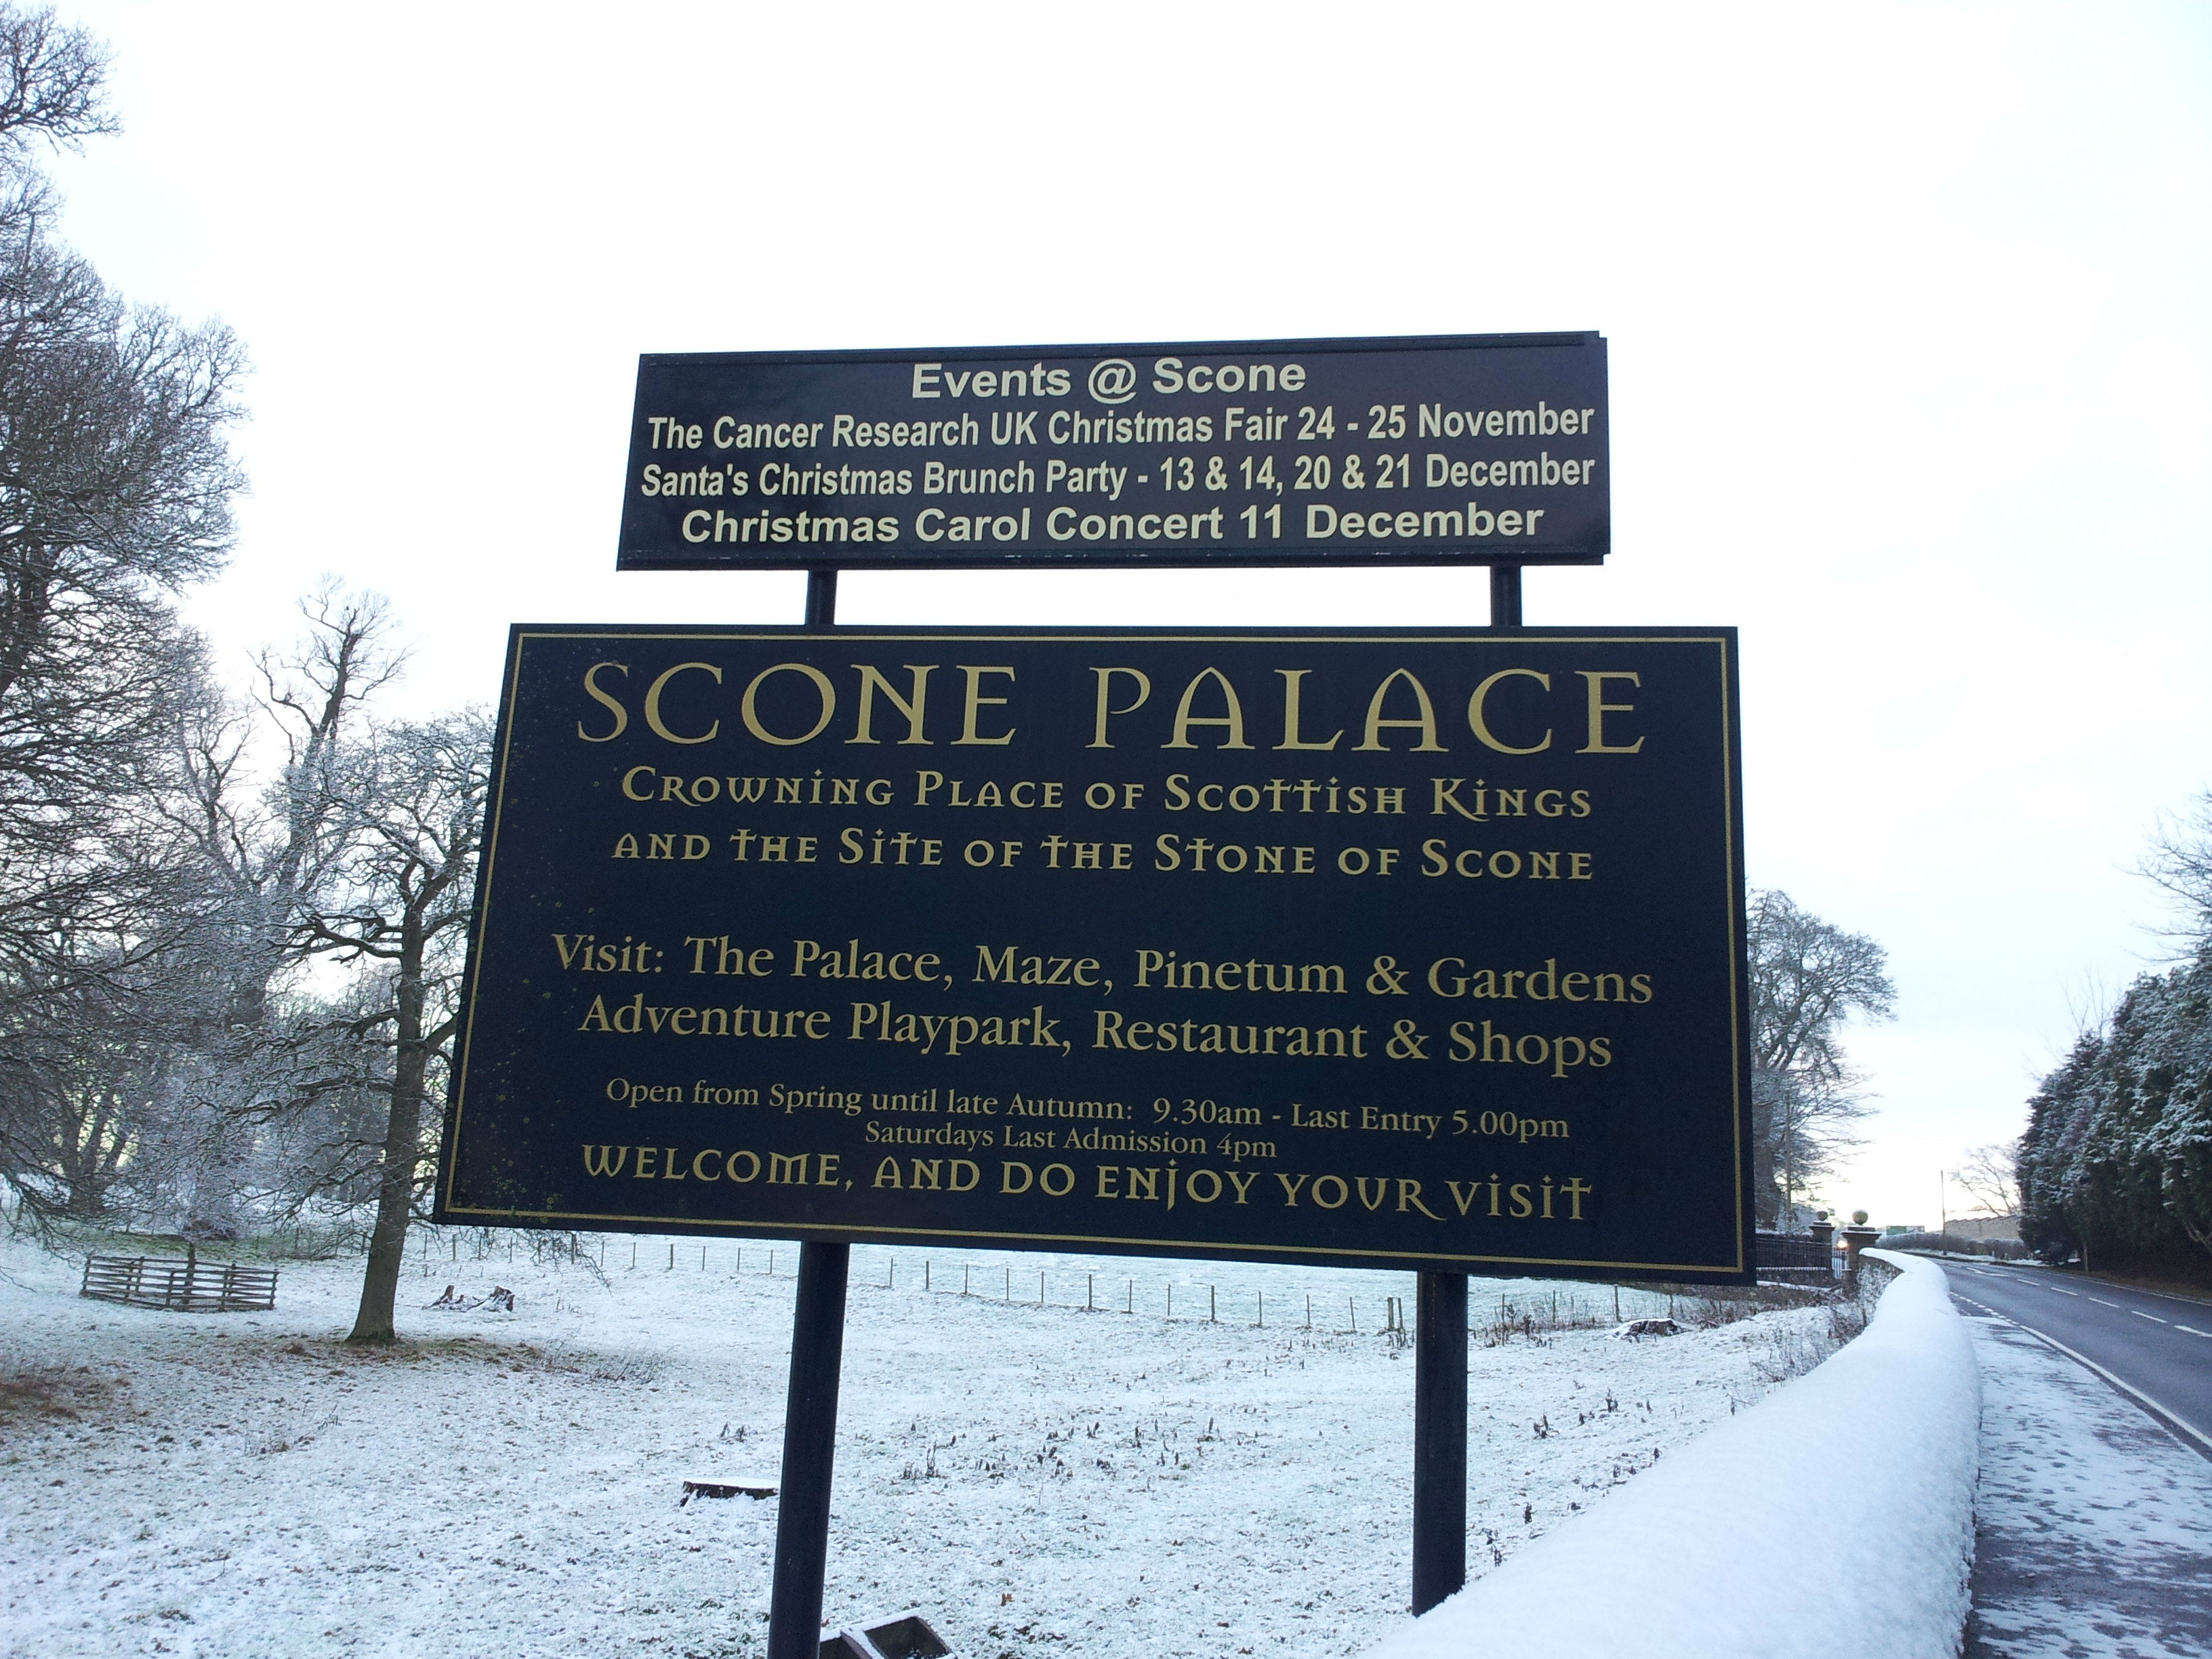 Events @ Scone
The Cancer Research UK Christmas Fair 24 - 25 November
Santa's Christmas Brunch Party - 13 & 14, 20 & 21 December
Christmas Carol Concert 11 December
SCONE PALACE
CROWNING PLACE OF SCOTTISH KINGS
AND THE SITE OF THE STONE OF SCONE
Visit: The Palace, Maze, Pinetum & Gardens
Adventure Playpark, Restaurant & Shops
Open from Spring until late Autumn: 9.30am - Last Entry 5.00pm
Saturdays Last Admission 4pm
WELCOME, AND DO ENJOY YOUR VISIT